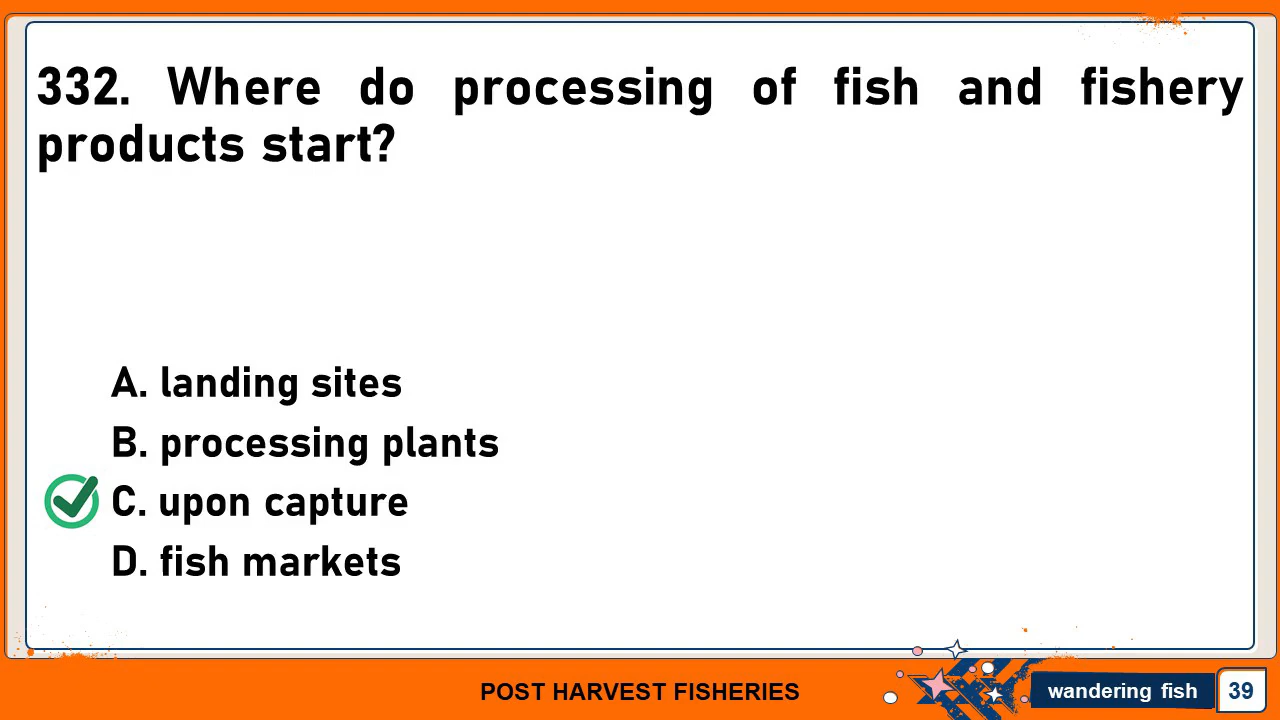 332. Where do processing of fish and fishery
products start?
A. landing sites
B. processing plants
C. upon capture
D. fish markets
POST HARVEST FISHERIES
wandering fish
39